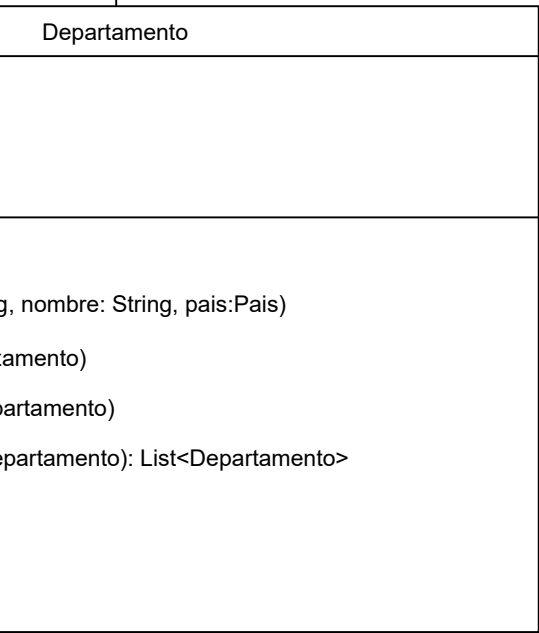 Departamento
g, nombre: String, pais:Pais)
tamento)
partamento)
epartamento): List<Departamento>